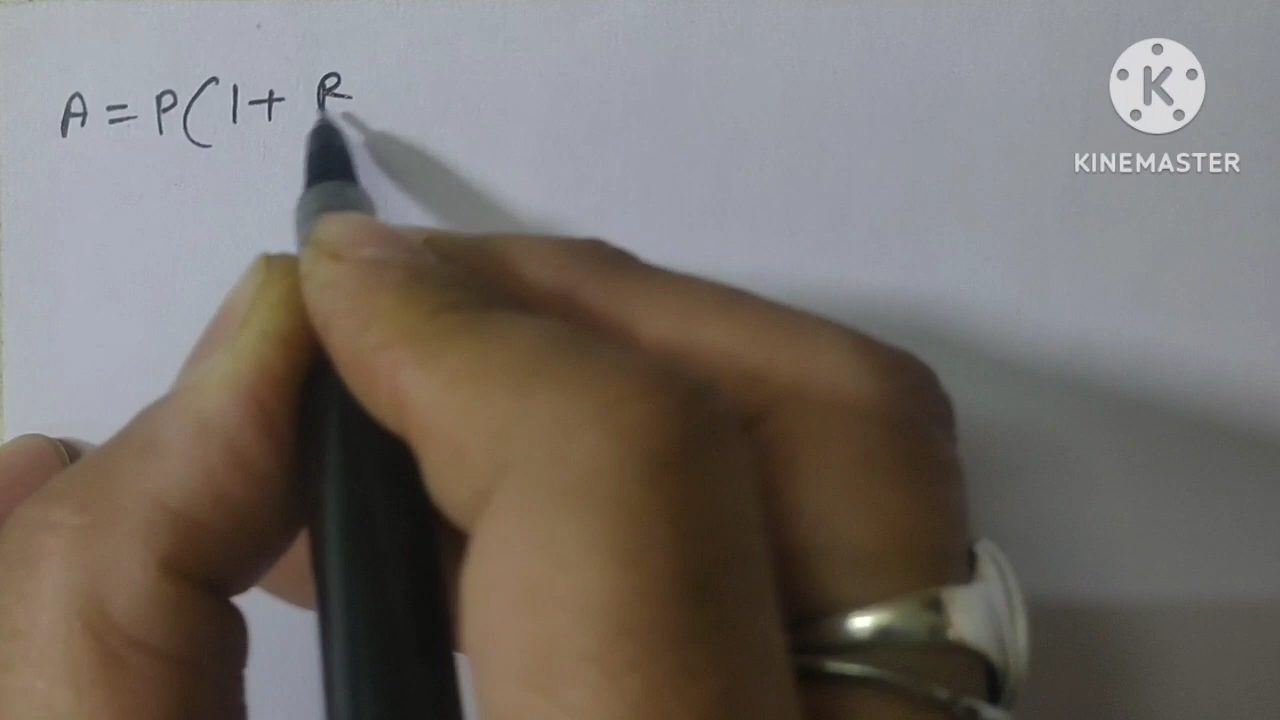 A = P(1+ R
KINEMASTER